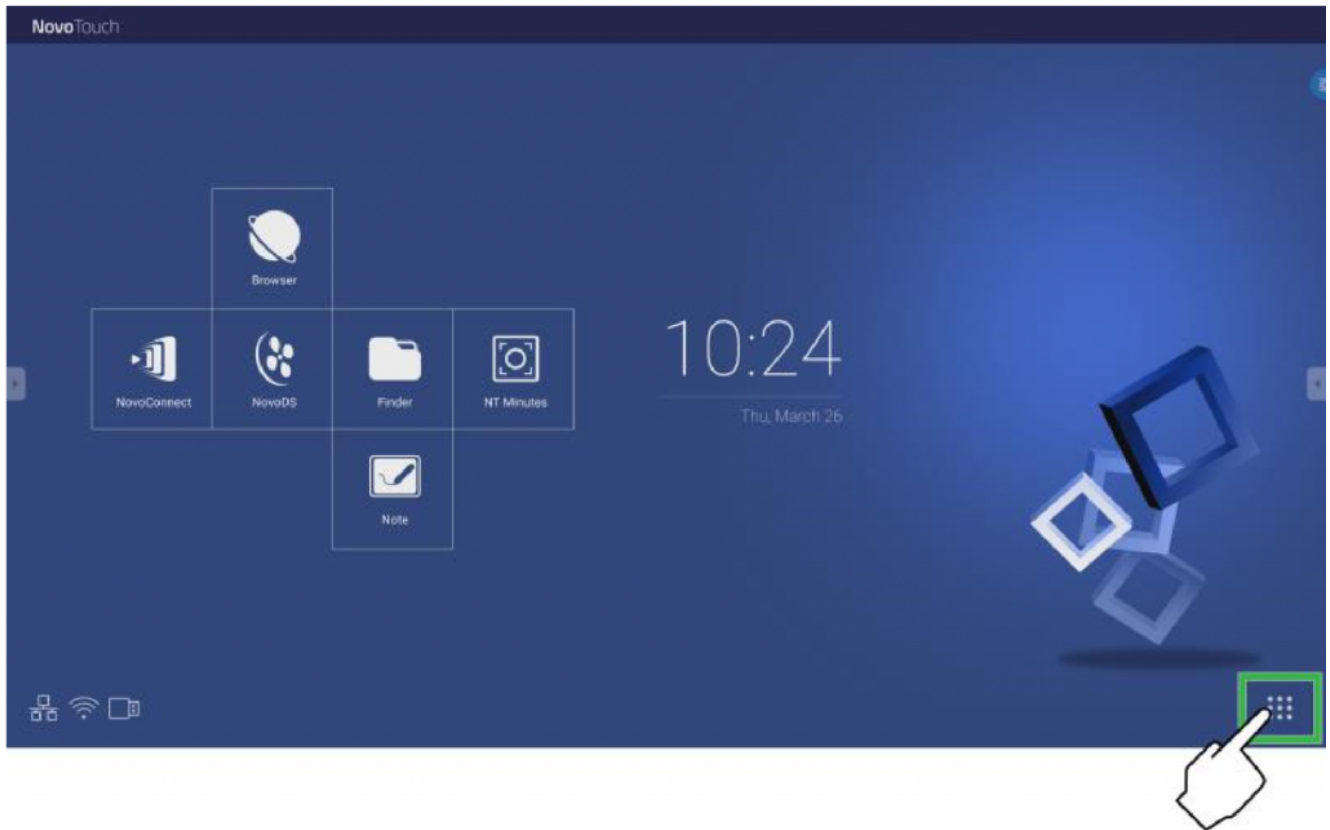 NovoTouch
Browser
NovoConnect
NovoDS
Finder
NT Minutes
Note
10:24
Thu, March 26